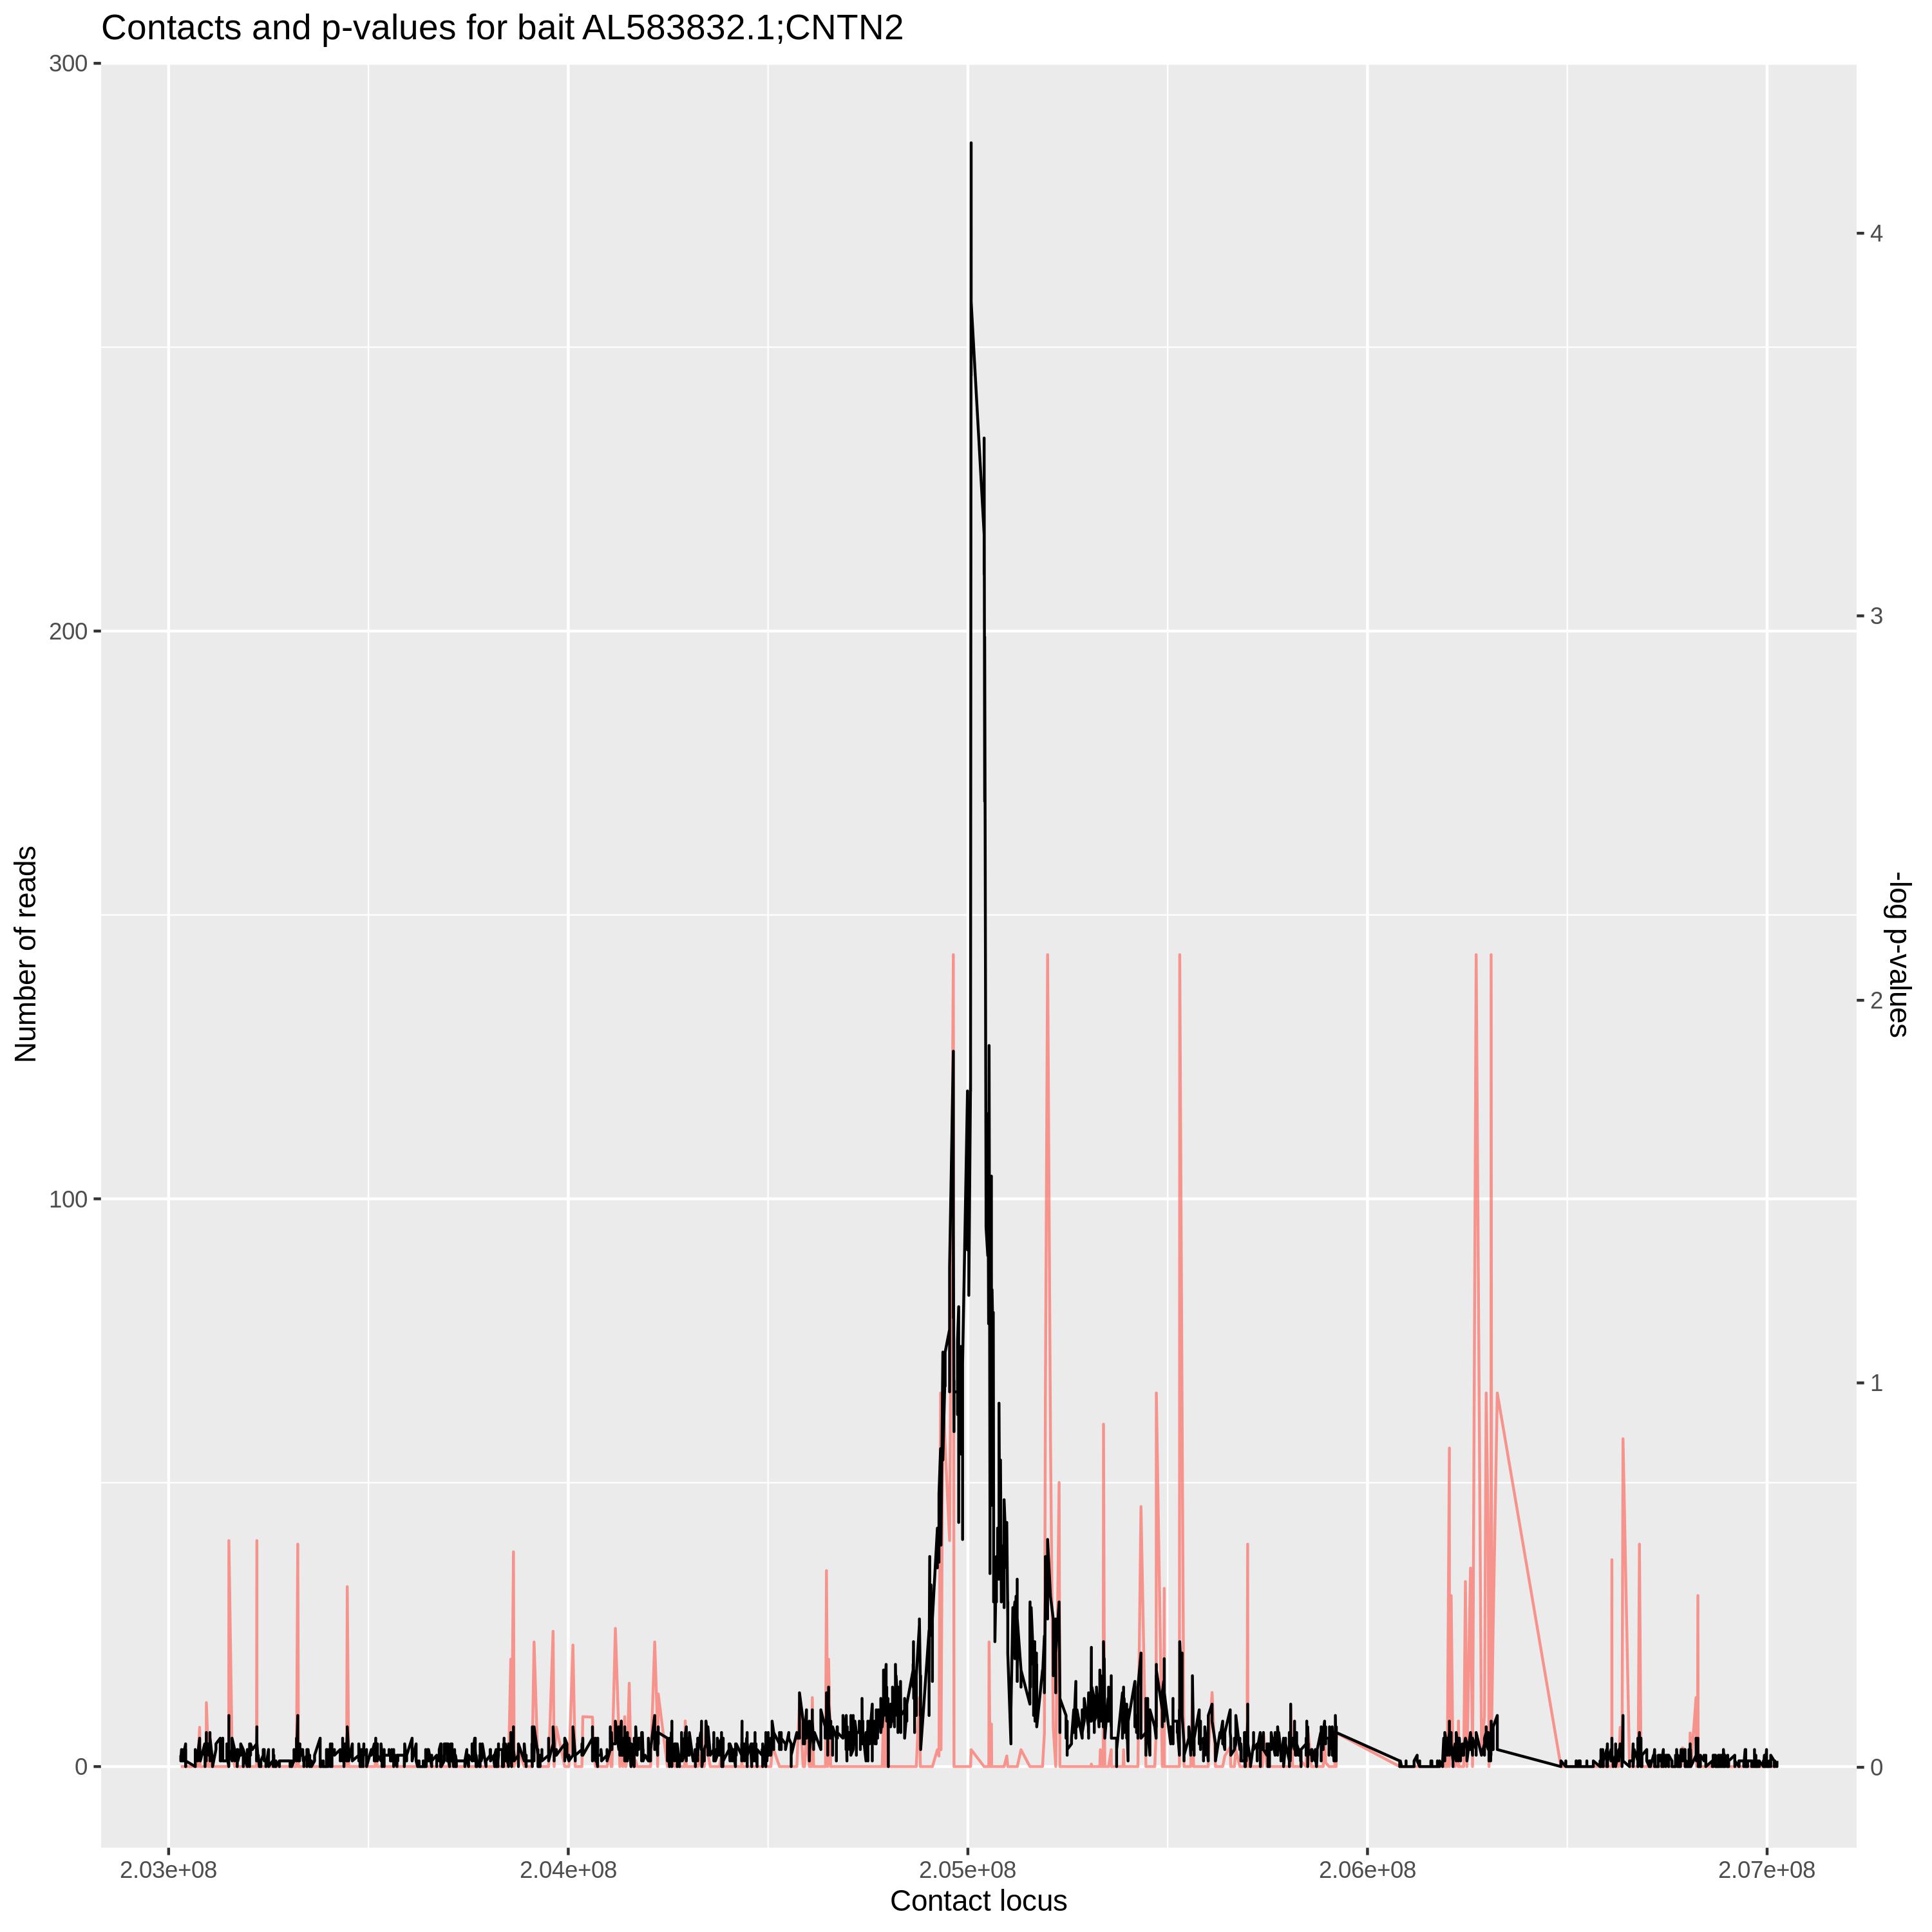 Contacts and p-values for bait AL583832.1;CNTN2
300
200
100
0
Number of reads
4
3
2
1
0
-log p-values
2.03e+08 2.04e+08 2.05e+08 2.06e+08 2.07e+08
Contact locus